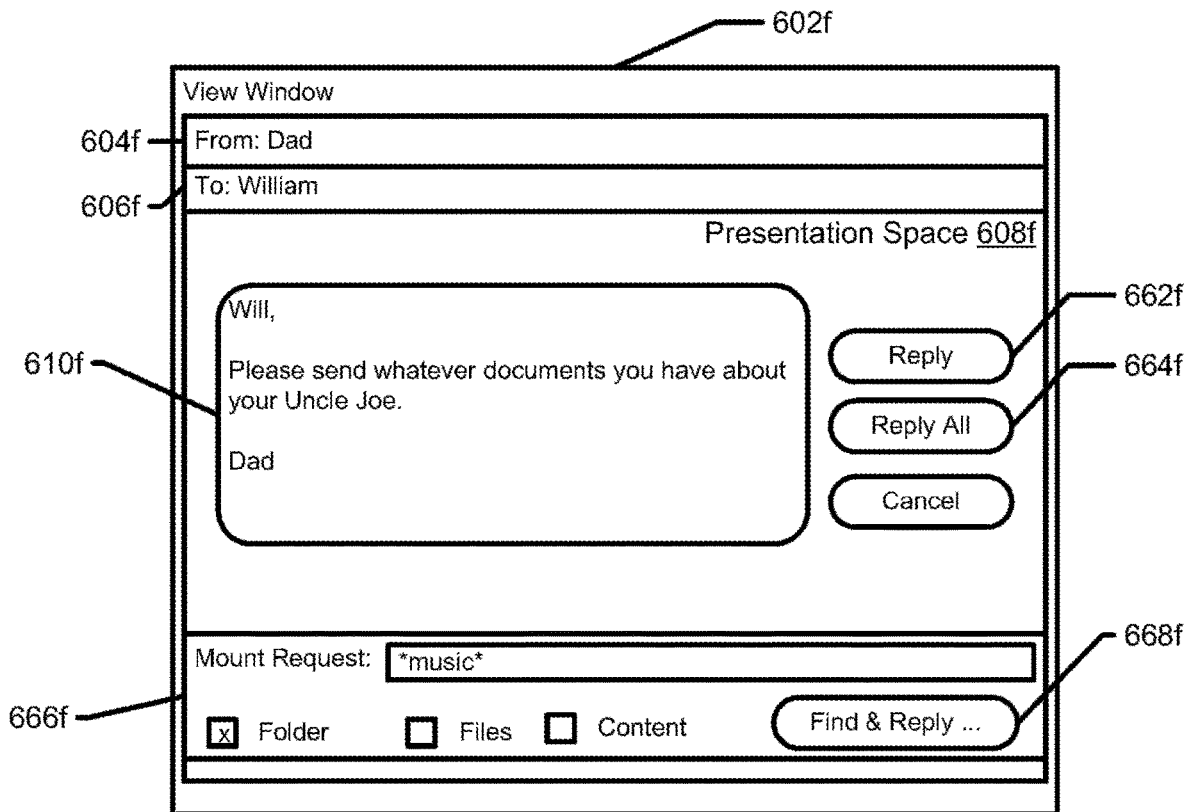 602f
View Window
604f
From: Dad
606f
To: William
Presentation Space 608f
662f
Will,
610f
Reply
664f
Please send whatever documents you have about
your Uncle Joe.
Reply All
Dad
Cancel
668f
Mount Request: *music*
666f
x Folder Files Content Find & Reply ...